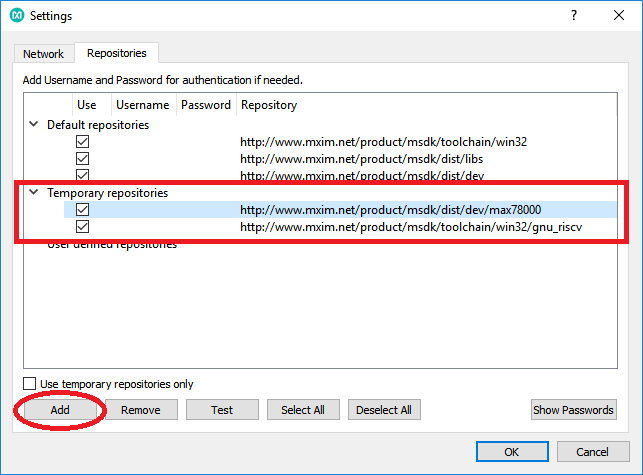 Settings
Network Repositories
Add Username and Password for authentication if needed.
Use Username Password Repository
Default repositories
http://www.mxim.net/product/msdk/toolchain/win32
http://www.mxim.net/product/msdk/dist/libs
http://www.mxim.net/product/msdk/dist/dev
Temporary repositories
http://www.mxim.net/product/msdk/dist/dev/max78000
http://www.mxim.net/product/msdk/toolchain/win32/gnu_riscv
User defined repositories
Use temporary repositories only
Add Remove Test Select All Deselect All Show Passwords
OK Cancel